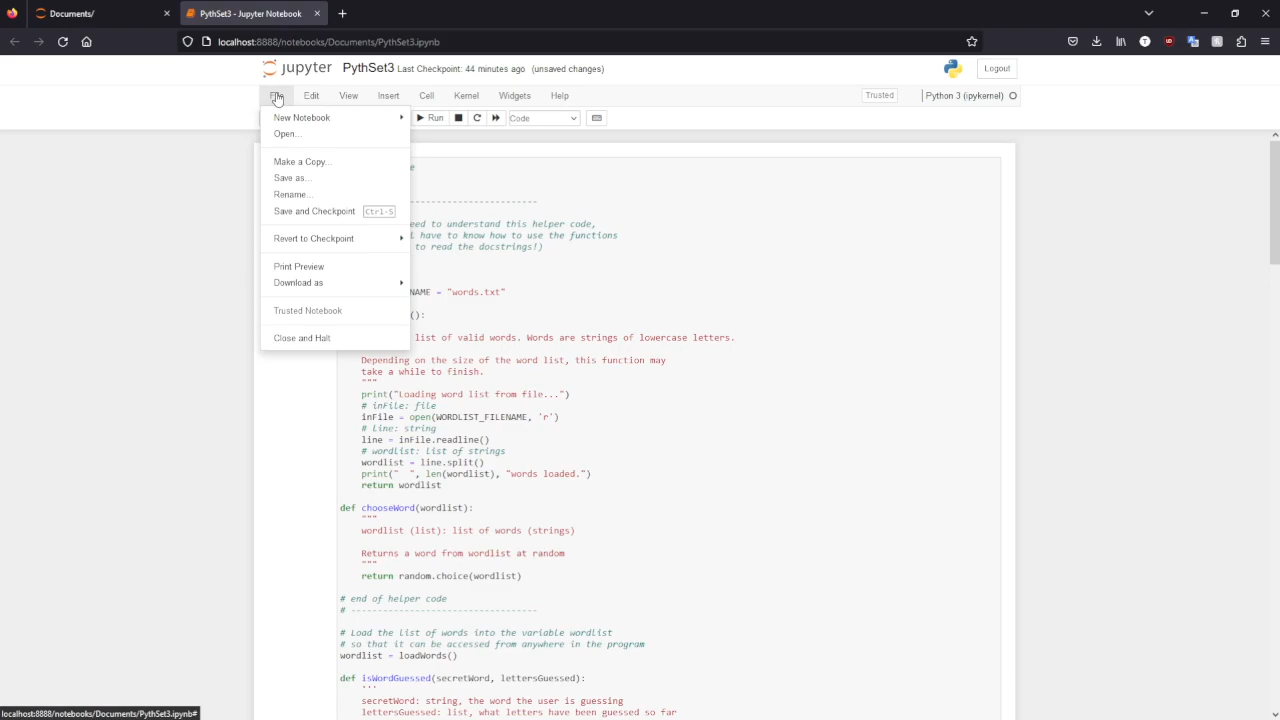 Documents/
PythSet3 - Jupyter Notebook
localhost:8888/notebooks/Documents/PythSet3.ipynb
jupyter PythSet3 Last Checkpoint: 44 minutes ago (unsaved changes)
Logout
File Edit View Insert Cell Kernel Widgets Help
Trusted
Python 3 (ipykernel)
Run
Code
New Notebook
Open...
Make a Copy...
Save as...
Rename...
Save and Checkpoint Ctrl-S
Revert to Checkpoint
Print Preview
Download as
Trusted Notebook
Close and Halt
-----------------------
need to understand this helper code,
have to know how to use the functions
to read the docstrings!)
NAME = "words.txt"
():
list of valid words. Words are strings of lowercase letters.
Depending on the size of the word list, this function may
take a while to finish.
"""
print("Loading word list from file...")
# inFile: file
inFile = open(WORDLIST_FILENAME, 'r')
# line: string
line = inFile.readline()
# wordlist: list of strings
wordlist = line.split()
print("  ", len(wordlist), "words loaded.")
return wordlist
def chooseWord(wordlist):
"""
wordlist (list): list of words (strings)
Returns a word from wordlist at random
"""
return random.choice(wordlist)
# end of helper code
# -----------------------------------
# Load the list of words into the variable wordlist
# so that it can be accessed from anywhere in the program
wordlist = loadWords()
def isWordGuessed(secretWord, lettersGuessed):
'''
secretWord: string, the word the user is guessing
lettersGuessed: list, what letters have been guessed so far
localhost:8888/notebooks/Documents/PythSet3.ipynb#